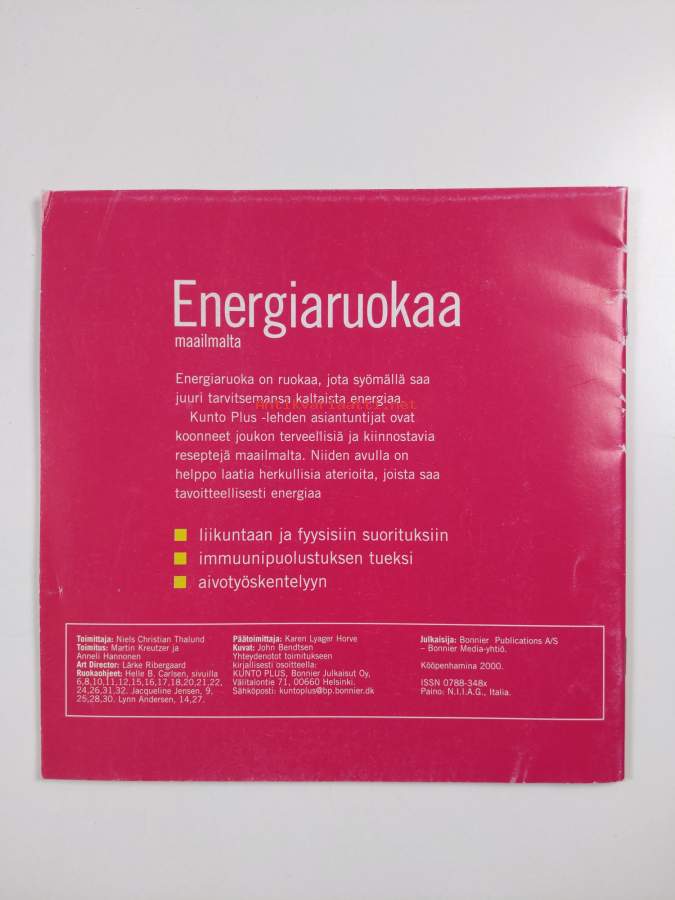 Energiaruokaa
maailmalta
Energiaruoka on ruokaa, jota syömällä saa
juuri tarvitsemansa kaltaista energiaa.
Antikvariaatti.net
Kunto Plus -lehden asiantuntijat ovat
koonneet joukon terveellisiä ja kiinnostavia
reseptejä maailmalta. Niiden avulla on
helppo laatia herkullisia aterioita, joista saa
tavoitteellisesti energiaa
liikuntaan ja fyysisiin suorituksiin
immuunipuolustuksen tueksi
aivotyöskentelyyn
Toimittaja: Niels Christian Thalund
Toimitus: Martin Kreutzer ja
Anneli Hannonen
Art Director: Lärke Ribergaard
Ruokaohjeet: Helle B. Carlsen, sivuilla
6,8,10,11,12,15,16,17,18,20,21,22,
24,26,31,32. Jacqueline Jensen, 9,
25,28,30. Lynn Andersen, 14,27.
Päätoimittaja: Karen Lyager Horve
Kuvat: John Bendtsen
Yhteydenotot toimitukseen
kirjallisesti osoitteella:
KUNTO PLUS, Bonnier Julkaisut Oy,
Välitalontie 71, 00660 Helsinki.
Sähköposti: kuntoplus@bp.bonnier.dk
Julkaisija: Bonnier Publications A/S
– Bonnier Media-yhtiö.
Kööpenhamina 2000.
ISSN 0788-348x
Paino: N.I.I.A.G., Italia.